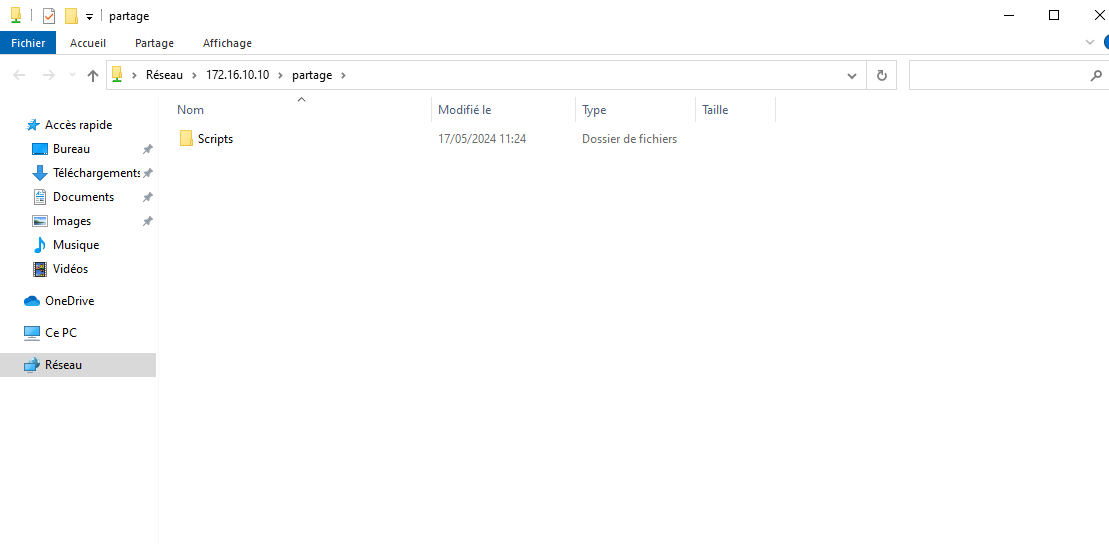 partage
Fichier Accueil Partage Affichage
Réseau 172.16.10.10 partage
Nom Modifié le Type Taille
Scripts 17/05/2024 11:24 Dossier de fichiers
Accès rapide
Bureau
Téléchargements
Documents
Images
Musique
Vidéos
OneDrive
Ce PC
Réseau